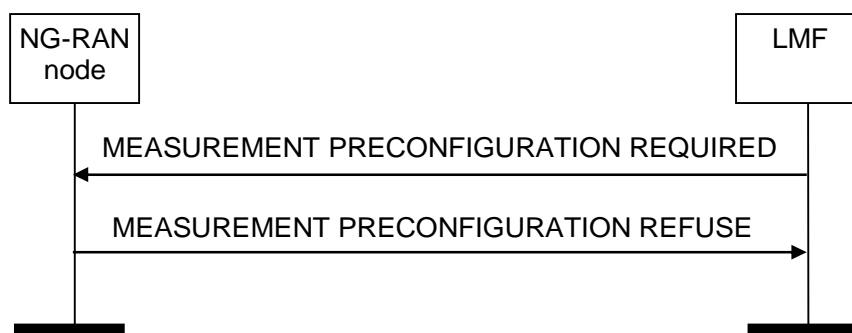 NG-RAN
node
LMF
MEASUREMENT PRECONFIGURATION REQUIRED
MEASUREMENT PRECONFIGURATION REFUSE